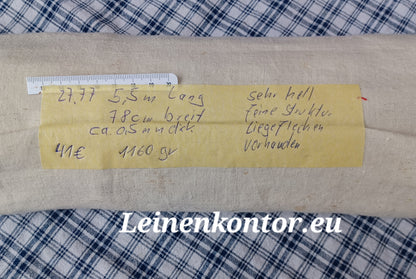 27,77 5,5 m lang
78 cm breit
ca. 0,5 mm dick
41€ 1160 gr
sehr hell
feine Struktur
Liegeflecken
vorhanden
Leinenkontor.eu